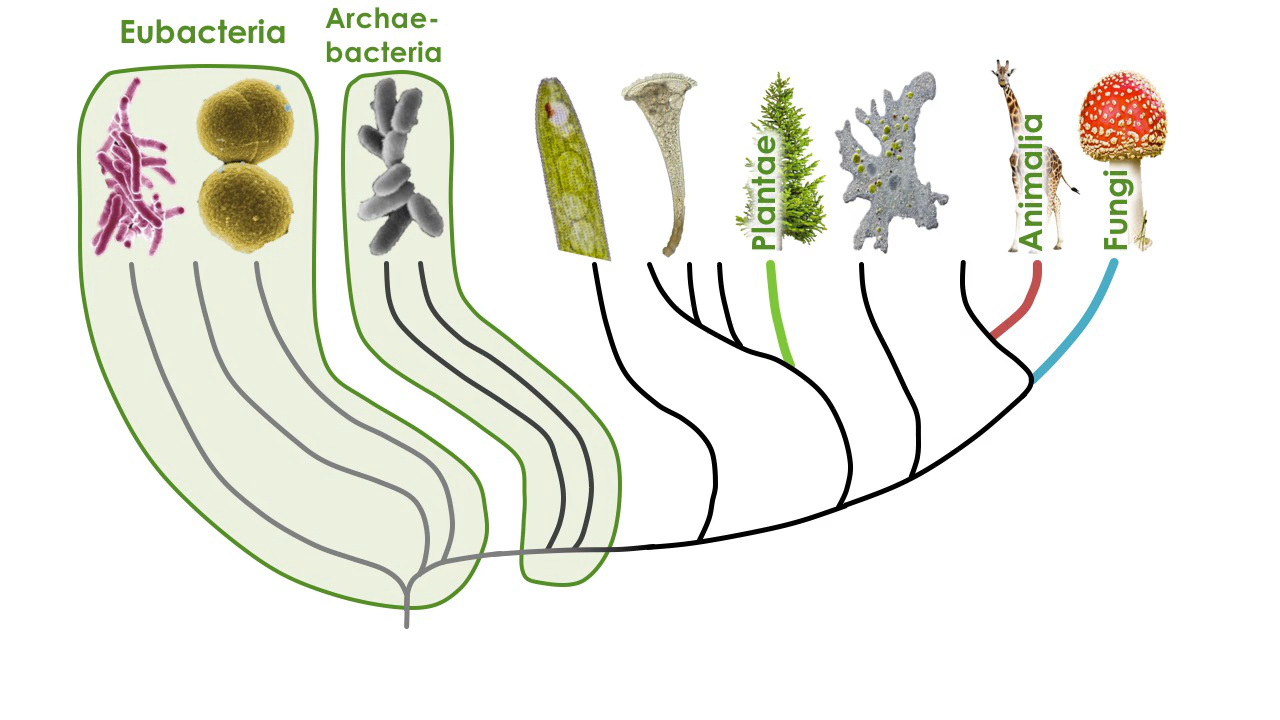 Eubacteria
Archae-
bacteria
Plantae
Animalia
Fungi